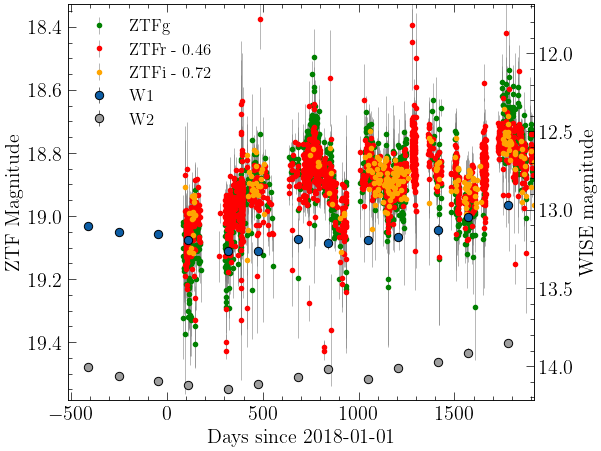 ZTFg
ZTFr - 0.46
ZTFi - 0.72
W1
W2
ZTF Magnitude
18.4
18.6
18.8
19.0
19.2
19.4
WISE magnitude
12.0
12.5
13.0
13.5
14.0
−500 0 500 1000 1500
Days since 2018-01-01